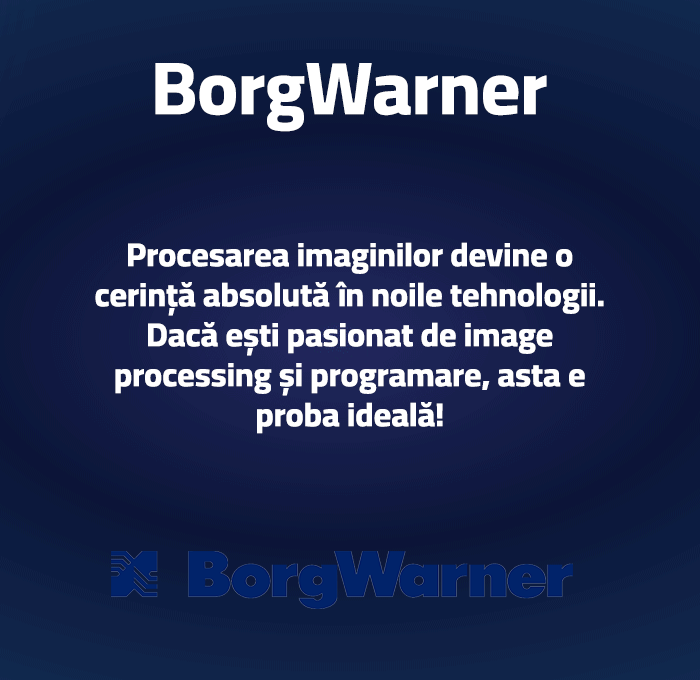 BorgWarner
Procesarea imaginilor devine o
cerință absolută în noile tehnologii.
Dacă ești pasionat de image
processing și programare, asta e
proba ideală!
BorgWarner